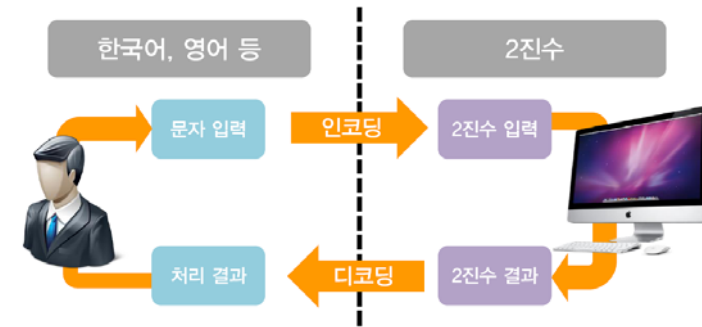 한국어, 영어 등
2진수
문자 입력
인코딩
2진수 입력
처리 결과
디코딩
2진수 결과